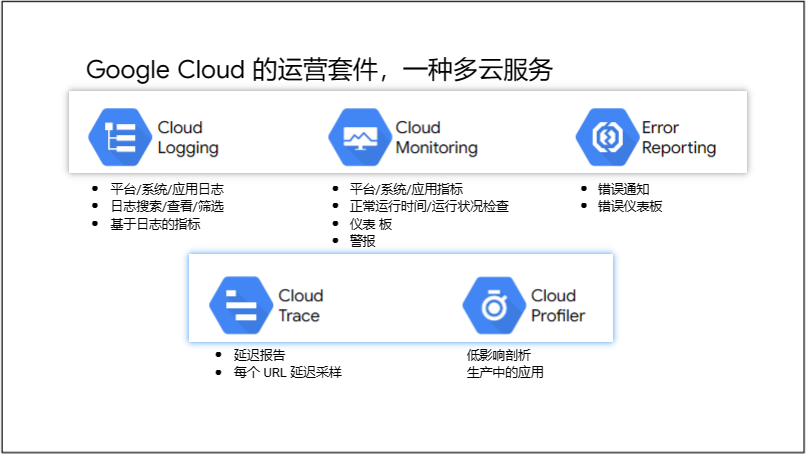 Google Cloud 的运营套件，一种多云服务
Cloud
Logging
平台/系统/应用日志
日志搜索/查看/筛选
基于日志的指标
Cloud
Monitoring
平台/系统/应用指标
正常运行时间/运行状况检查
仪表 板
警报
Error
Reporting
错误通知
错误仪表板
Cloud
Trace
延迟报告
每个 URL 延迟采样
Cloud
Profiler
低影响剖析
生产中的应用